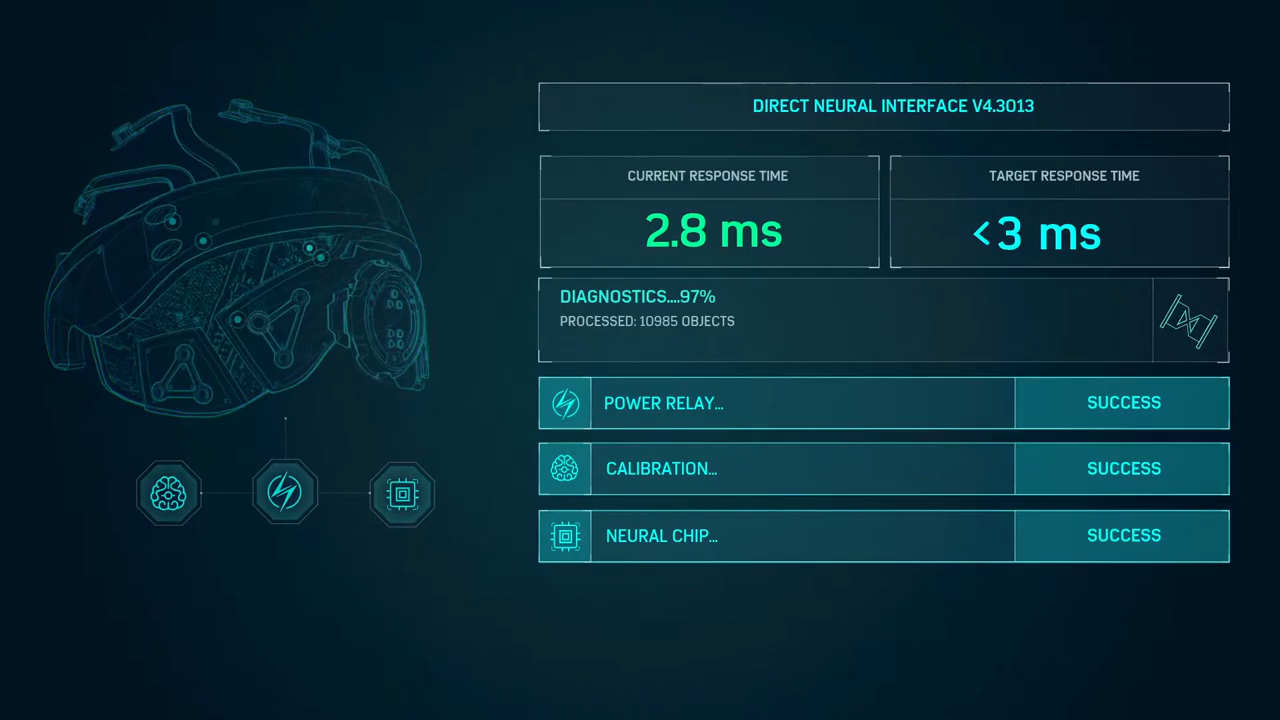 DIRECT NEURAL INTERFACE V4.3013
CURRENT RESPONSE TIME
2.8 ms
TARGET RESPONSE TIME
<3 ms
DIAGNOSTICS....97%
PROCESSED: 10985 OBJECTS
POWER RELAY...
SUCCESS
CALIBRATION...
SUCCESS
NEURAL CHIP...
SUCCESS